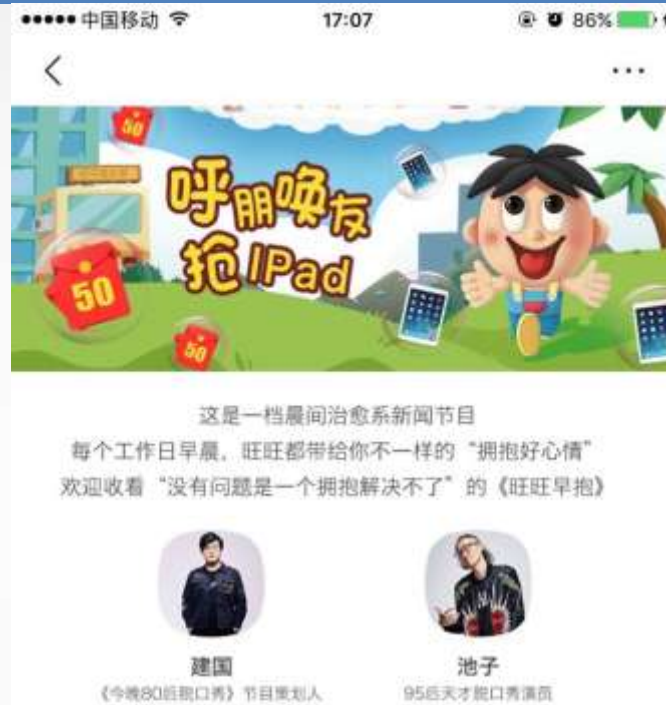 中国移动 17:07 86%
50
呼朋唤友
抢IPad
50
50
这是一档晨间治愈系新闻节目
每个工作日早晨，旺旺都带给你不一样的“拥抱好心情”
欢迎收看“没有问题是一个拥抱解决不了”的《旺旺早抱》
建国 池子
《今晚80后脱口秀》节目策划人 95后天才脱口秀演员